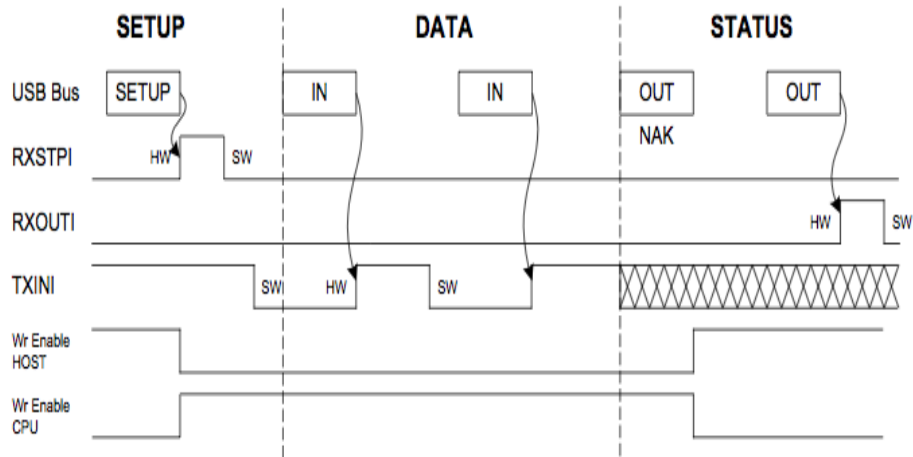 SETUP DATA STATUS
USB Bus SETUP IN IN OUT OUT
NAK
RXSTPI HW SW
RXOUTI HW SW
TXINI SW HW SW
Wr Enable
HOST
Wr Enable
CPU